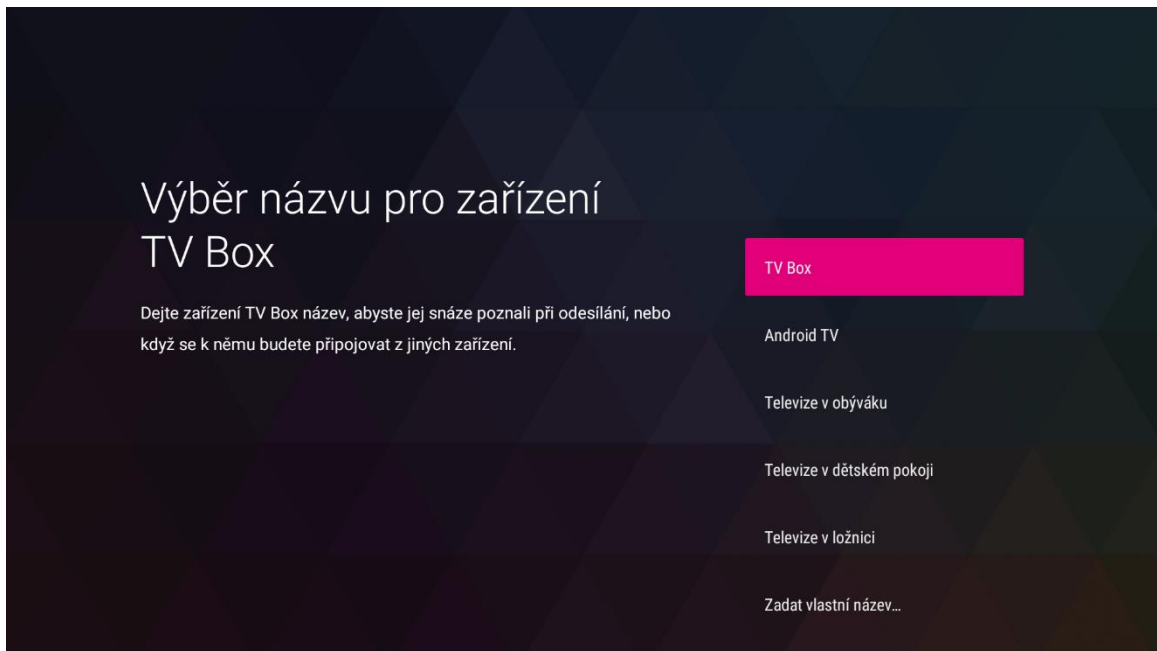 Výběr názvu pro zařízení
TV Box
Dejte zařízení TV Box název, abyste jej snáze poznali při odesílání, nebo
když se k němu budete připojovat z jiných zařízení.
TV Box
Android TV
Televize v obýváku
Televize v dětském pokoji
Televize v ložnici
Zadat vlastní název...